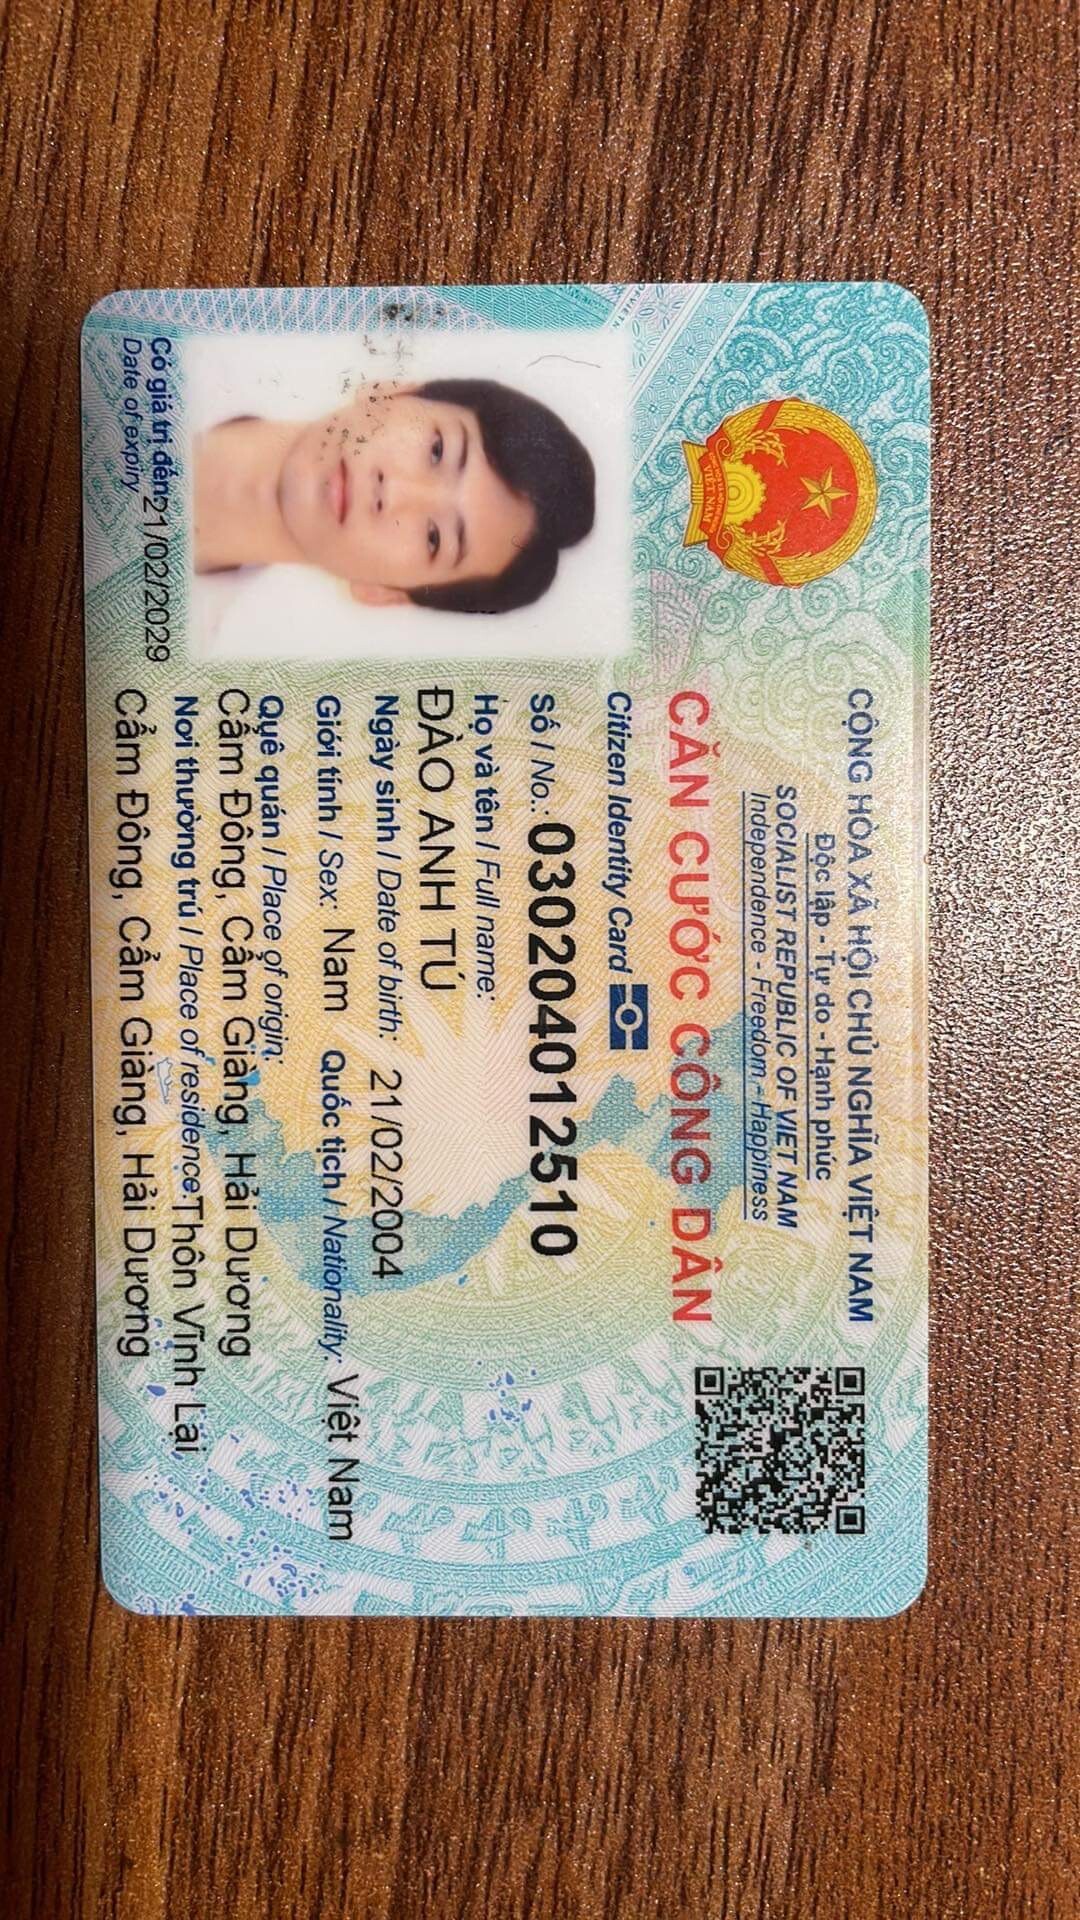 CỘNG HÒA XÃ HỘI CHỦ NGHĨA VIỆT NAM
Độc lập - Tự do - Hạnh phúc
SOCIALIST REPUBLIC OF VIET NAM
Independence - Freedom - Happiness
CĂN CƯỚC CÔNG DÂN
Citizen Identity Card
Số / No.: 030204012510
Họ và tên / Full name:
ĐÀO ANH TÚ
Ngày sinh / Date of birth: 21/02/2004
Giới tính / Sex: Nam Quốc tịch / Nationality: Việt Nam
Quê quán / Place of origin:
Cẩm Đông, Cẩm Giàng, Hải Dương
Nơi thường trú / Place of residence: Thôn Vĩnh Lại
Cẩm Đông, Cẩm Giàng, Hải Dương
Có giá trị đến: 21/02/2029
Date of expiry
VIỆT NAM